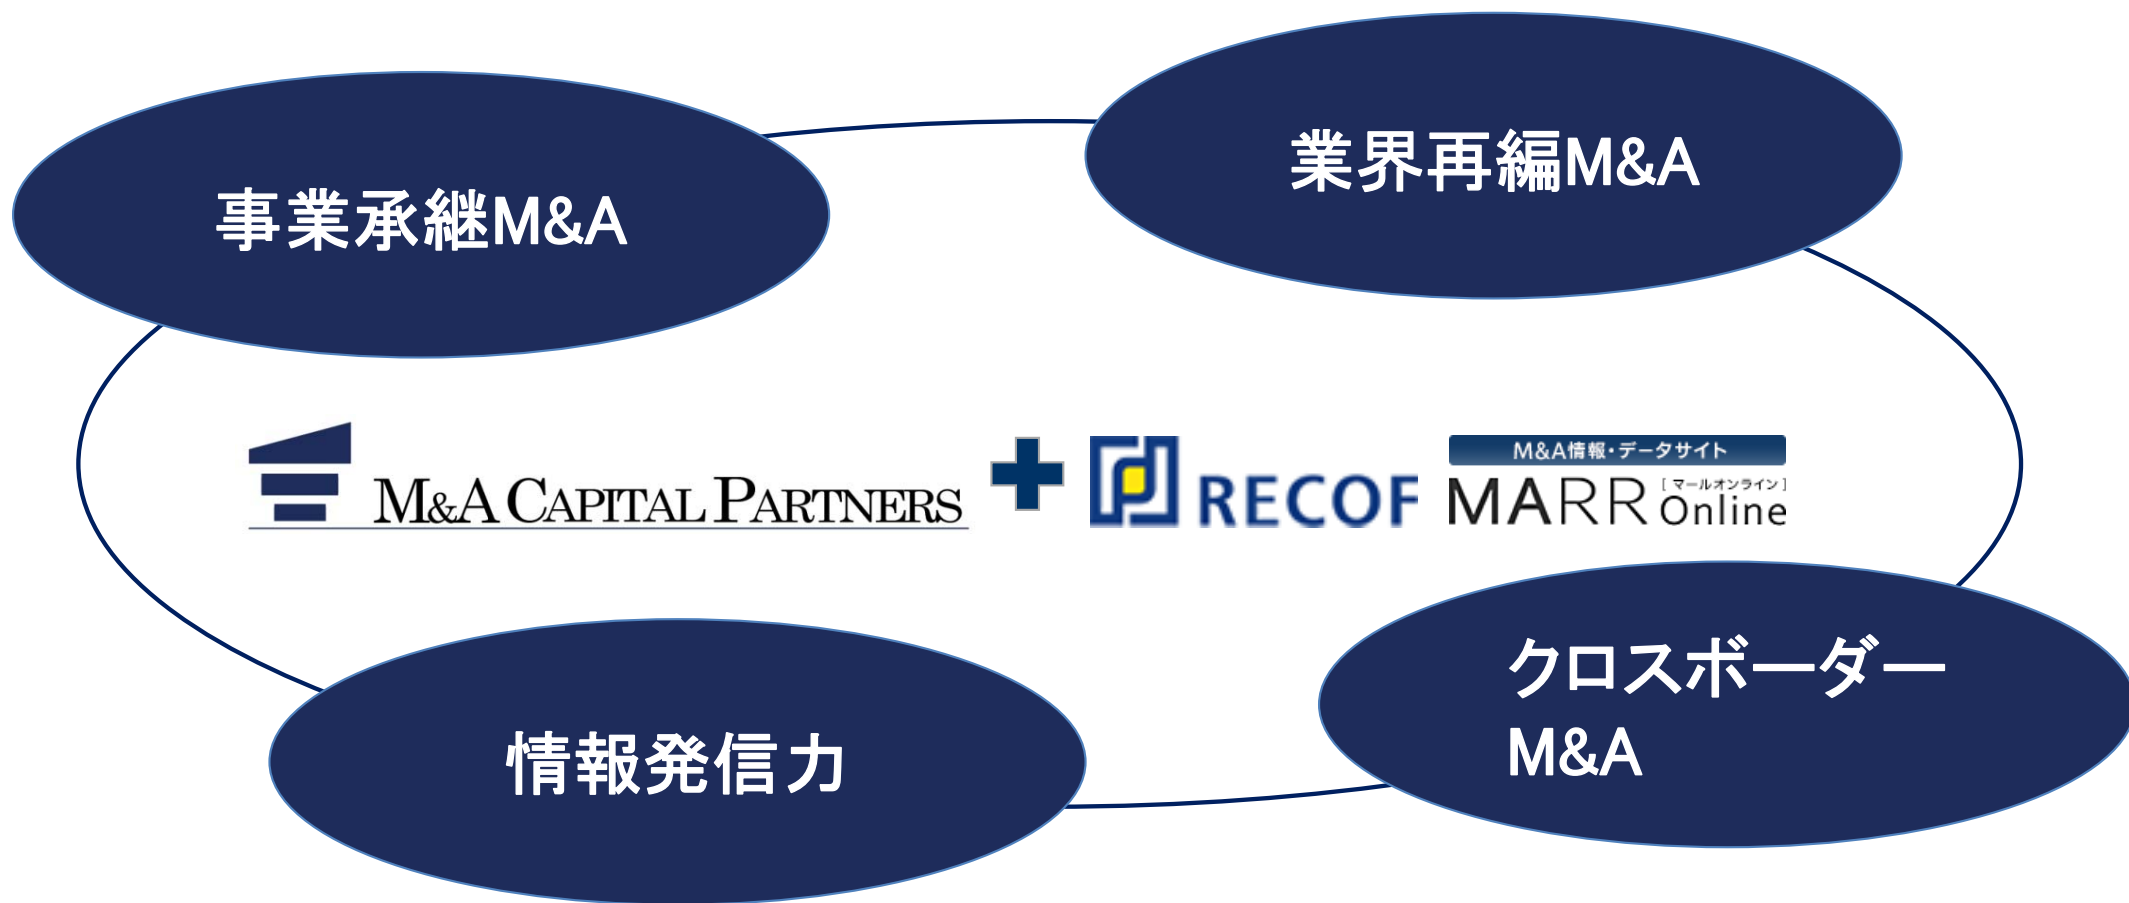 業界再編M&A
事業承継M&A
M&A CAPITAL PARTNERS
RECOF
M&A情報・データサイト
MARR Online
[マールオンライン]
クロスボーダー
M&A
情報発信力